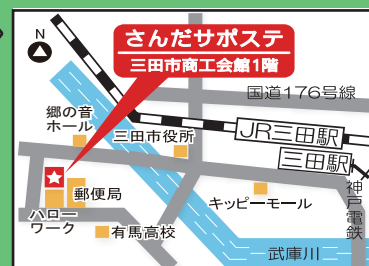 N
さんだサポステ
三田市商工会館1階
国道176号線
郷の音
ホール
三田市役所
JR三田駅
三田駅
神戸電鉄
郵便局
ハロー
ワーク
キッピーモール
有馬高校
武庫川